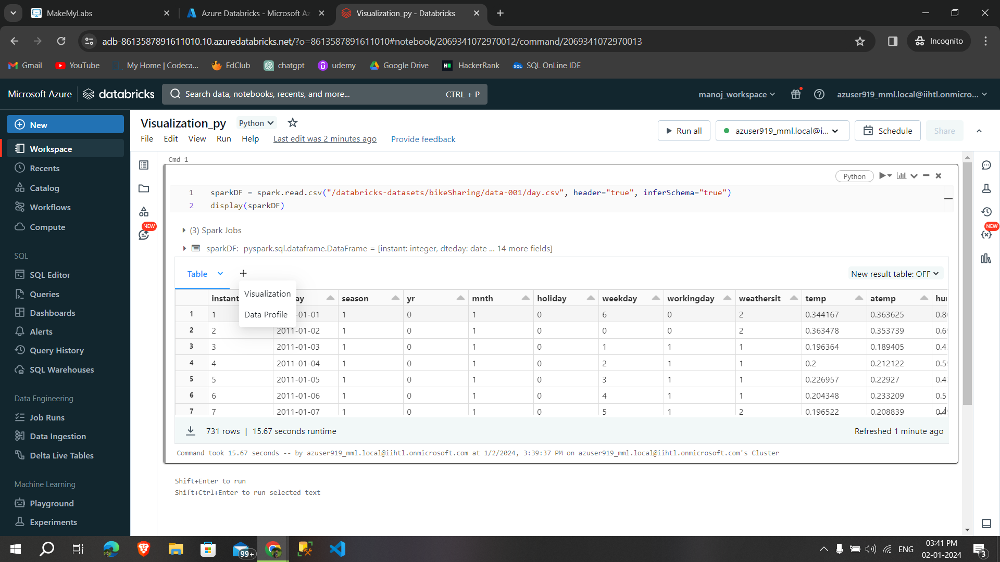 MakeMyLabs
Azure Databricks - Microsoft Az
Visualization_py - Databricks
adb-8613587891611010.10.azuredatabricks.net/?o=8613587891611010#notebook/2069341072970012/command/2069341072970013
Incognito
Gmail
YouTube
My Home | Codeca...
EdClub
chatgpt
udemy
Google Drive
HackerRank
SQL OnLine IDE
Microsoft Azure
databricks
Search data, notebooks, recents, and more...
CTRL + P
manoj_workspace
azuser919_mml.local@iihtl.onmicro...
New
Workspace
Recents
Catalog
Workflows
Compute
SQL
SQL Editor
Queries
Dashboards
Alerts
Query History
SQL Warehouses
Data Engineering
Job Runs
Data Ingestion
Delta Live Tables
Machine Learning
Playground
Experiments
Visualization_py
Python
File Edit View Run Help
Last edit was 2 minutes ago
Provide feedback
Run all
azuser919_mml.local@i...
Schedule
Share
NEW
NEW
Cmd 1
Python
1 sparkDF = spark.read.csv("/databricks-datasets/bikeSharing/data-001/day.csv", header="true", inferSchema="true")
2 display(sparkDF)
(3) Spark Jobs
sparkDF: pyspark.sql.dataframe.DataFrame = [instant: integer, dteday: date ... 14 more fields]
Table
+
New result table: OFF
Visualization
Data Profile
instant ay season yr mnth holiday weekday workingday weathersit temp atemp hu
1 1 -01-01 1 0 1 0 6 0 2 0.344167 0.363625 0.8
2 2 2011-01-02 1 0 1 0 0 0 2 0.363478 0.353739 0.6
3 3 2011-01-03 1 0 1 0 1 1 1 0.196364 0.189405 0.4
4 4 2011-01-04 1 0 1 0 2 1 1 0.2 0.212122 0.5
5 5 2011-01-05 1 0 1 0 3 1 1 0.226957 0.22927 0.4
6 6 2011-01-06 1 0 1 0 4 1 1 0.204348 0.233209 0.5
7 7 2011-01-07 1 0 1 0 5 1 2 0.196522 0.208839 0.4
731 rows | 15.67 seconds runtime
Refreshed 1 minute ago
Command took 15.67 seconds -- by azuser919_mml.local@iihtl.onmicrosoft.com at 1/2/2024, 3:39:37 PM on azuser919_mml.local@iihtl.onmicrosoft.com's Cluster
Shift+Enter to run
Shift+Ctrl+Enter to run selected text
99+
ENG
03:41 PM
02-01-2024
3